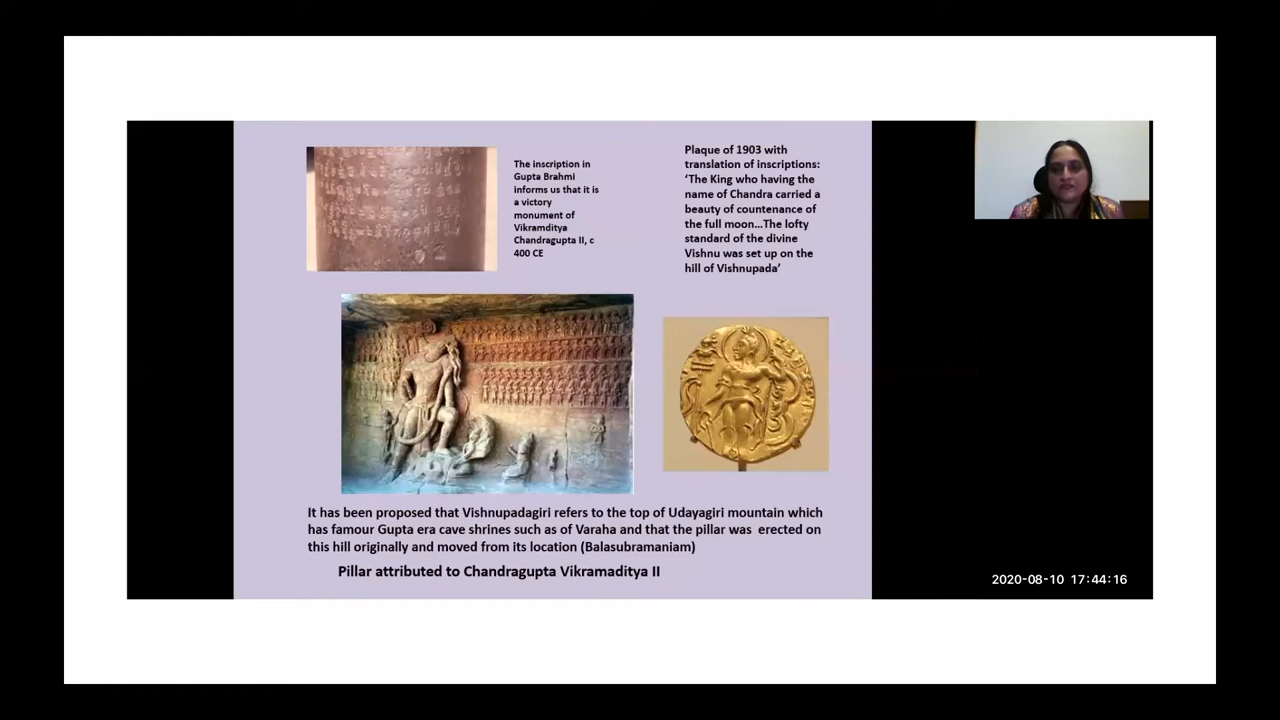 The inscription in
Gupta Brahmi
informs us that it is
a victory
monument of
Vikramditya
Chandragupta II, c
400 CE
Plaque of 1903 with
translation of inscriptions:
‘The King who having the
name of Chandra carried a
beauty of countenance of
the full moon...The lofty
standard of the divine
Vishnu was set up on the
hill of Vishnupada’
It has been proposed that Vishnupadagiri refers to the top of Udayagiri mountain which
has famour Gupta era cave shrines such as of Varaha and that the pillar was erected on
this hill originally and moved from its location (Balasubramaniam)
Pillar attributed to Chandragupta Vikramaditya II
2020-08-10 17:44:16